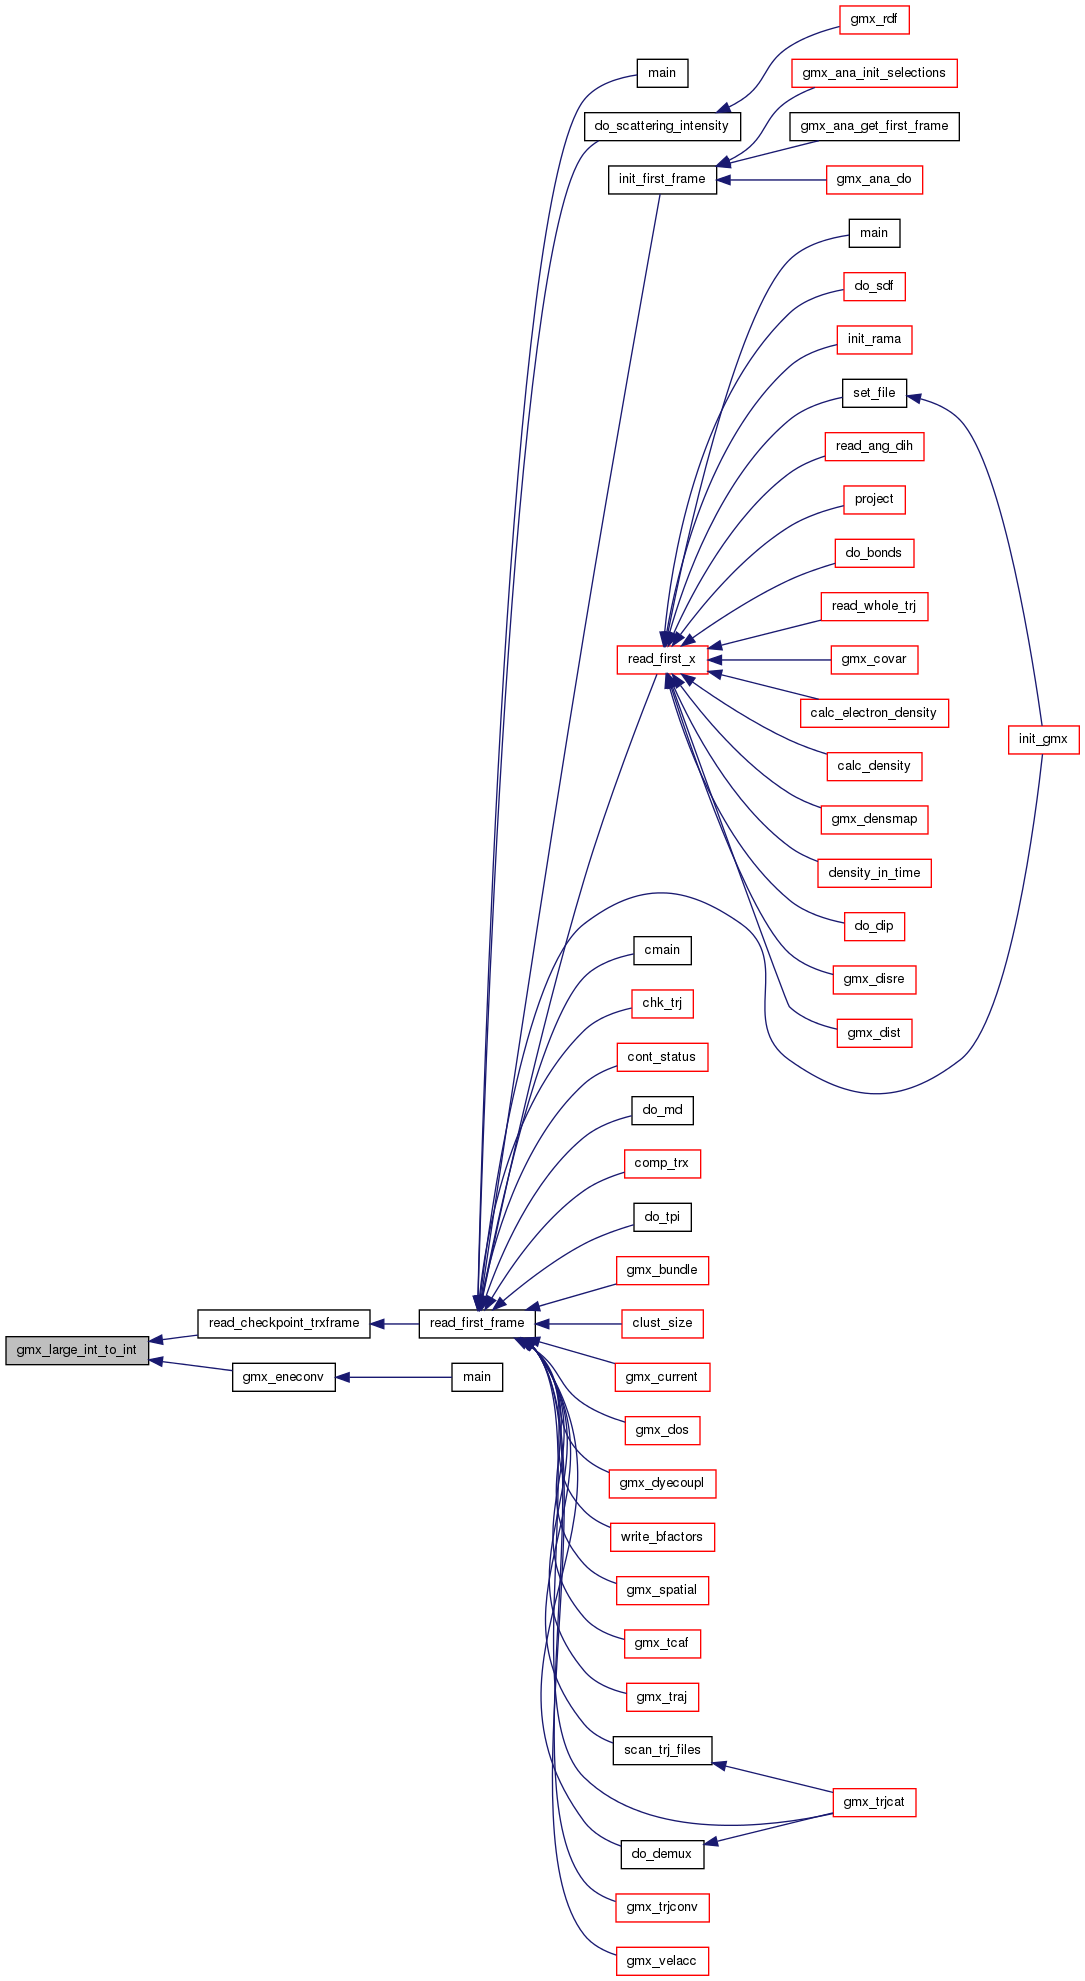 gmx_rdf
main
gmx_ana_init_selections
do_scattering_intensity
gmx_ana_get_first_frame
init_first_frame
gmx_ana_do
main
do_sdf
init_rama
set_file
read_ang_dih
project
do_bonds
read_whole_trj
read_first_x
gmx_covar
calc_electron_density
init_gmx
calc_density
gmx_densmap
density_in_time
do_dip
cmain
gmx_disre
chk_trj
gmx_dist
cont_status
do_md
comp_trx
do_tpi
gmx_bundle
read_checkpoint_trxframe
read_first_frame
clust_size
gmx_large_int_to_int
gmx_eneconv
main
gmx_current
gmx_dos
gmx_dyecoupl
write_bfactors
gmx_spatial
gmx_tcaf
gmx_traj
scan_trj_files
gmx_trjcat
do_demux
gmx_trjconv
gmx_velacc